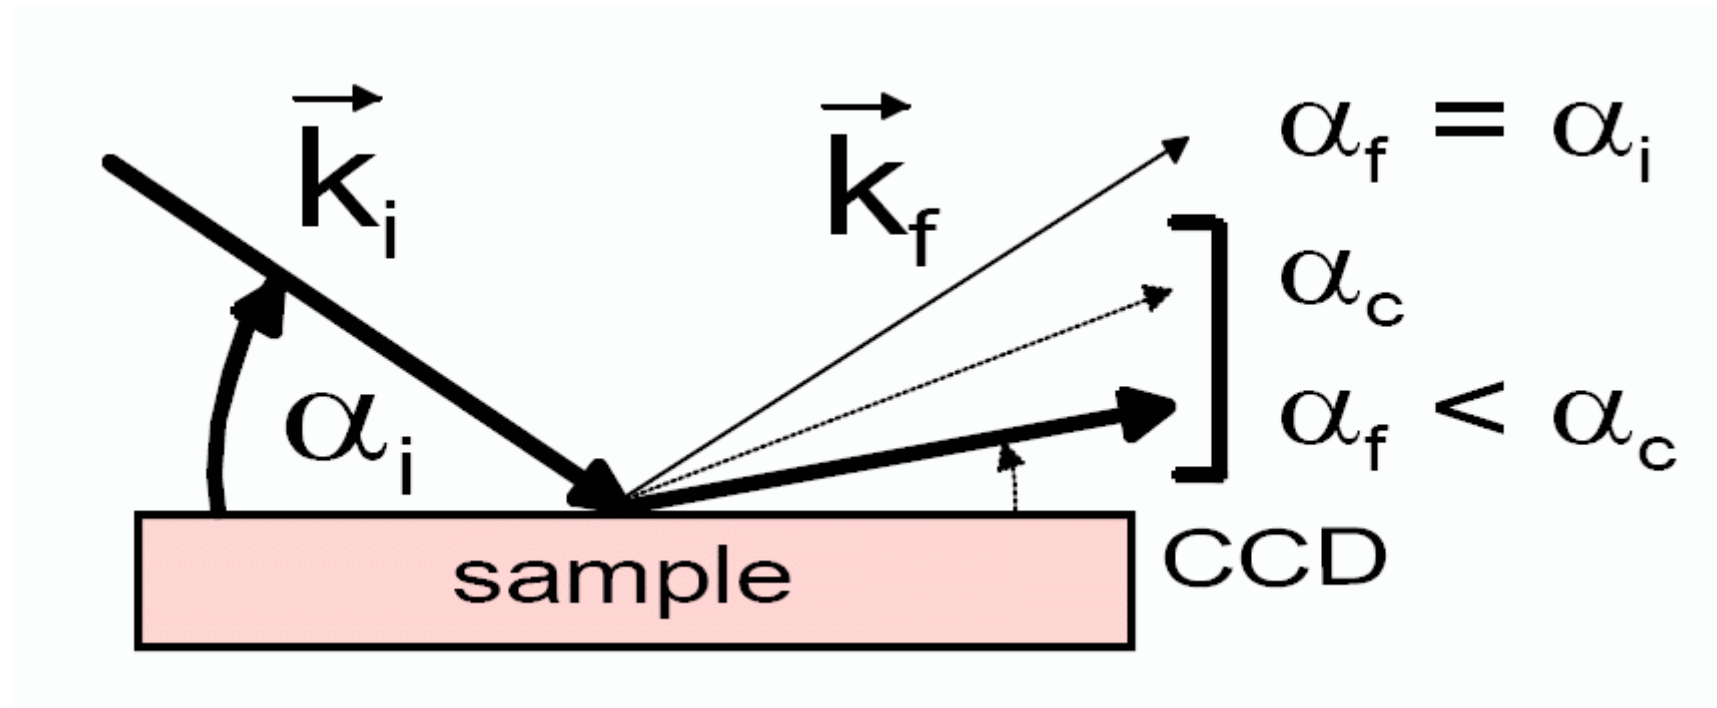 k⃗i
k⃗f
αf = αi
αc
αi
αf < αc
CCD
sample